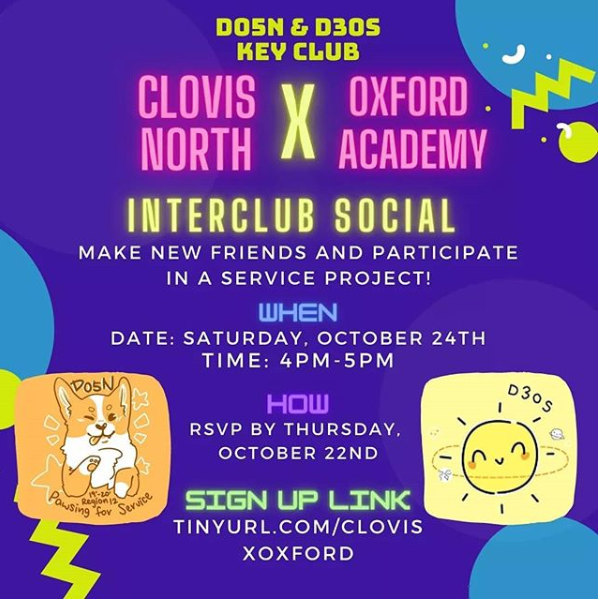 D05N & D30S
KEY CLUB
CLOVIS
NORTH
X
OXFORD
ACADEMY
INTERCLUB SOCIAL
MAKE NEW FRIENDS AND PARTICIPATE
IN A SERVICE PROJECT!
WHEN
DATE: SATURDAY, OCTOBER 24TH
TIME: 4PM-5PM
HOW
RSVP BY THURSDAY,
OCTOBER 22ND
SIGN UP LINK
TINYURL.COM/CLOVIS
XOXFORD
D05N
19'-20'
Region 12
Pawsing for Service
D30S